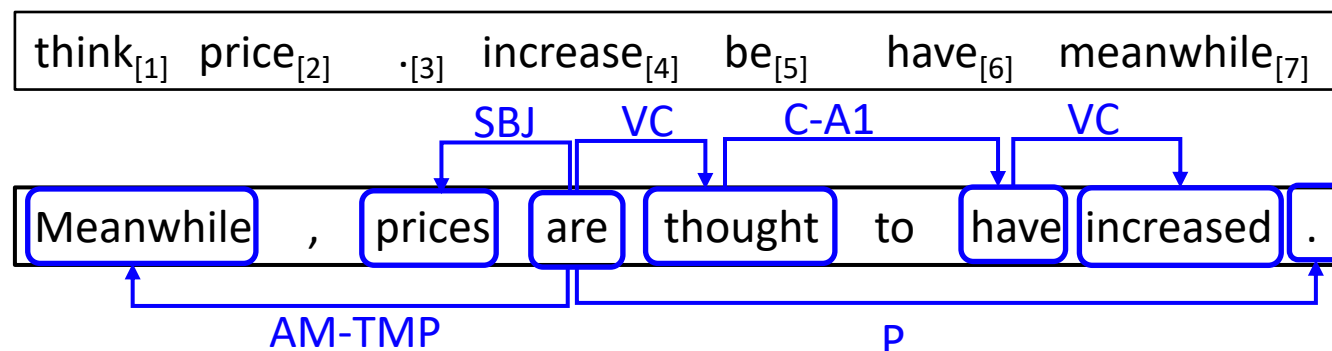 think[1] price[2] .[3] increase[4] be[5] have[6] meanwhile[7]
SBJ VC C-A1 VC
Meanwhile , prices are thought to have increased .
AM-TMP P